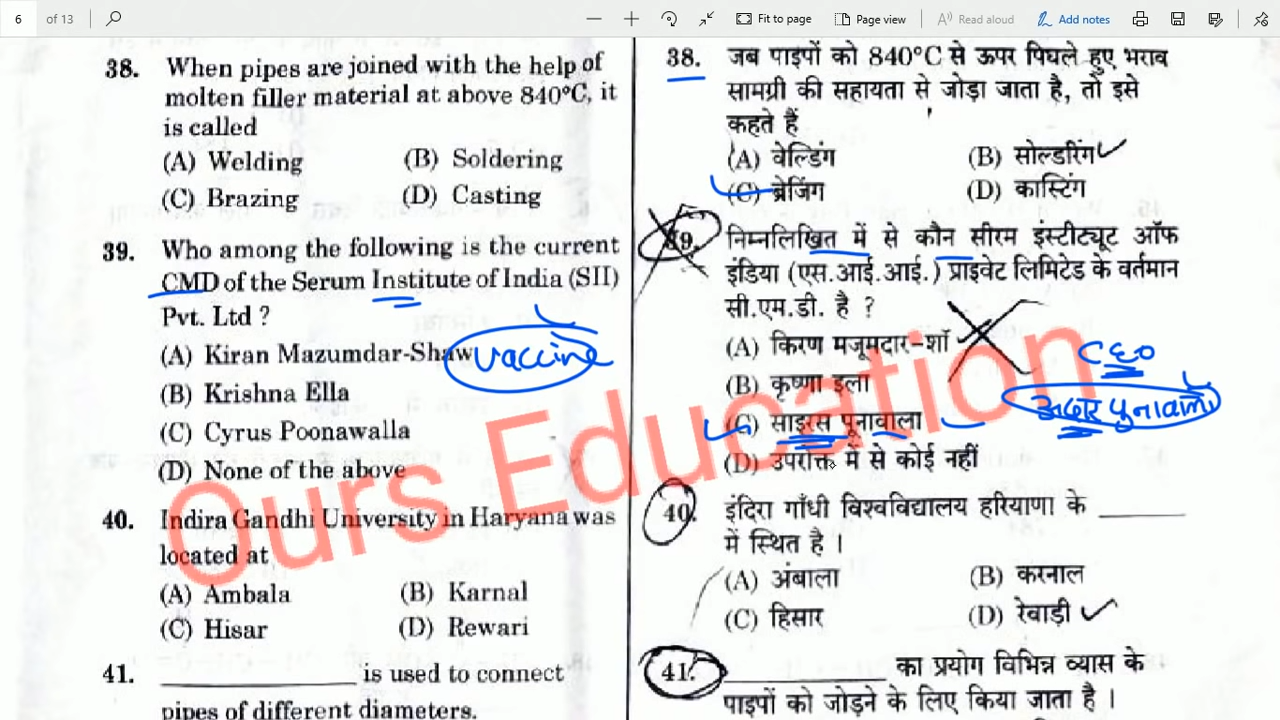 6 of 13 Fit to page Page view Read aloud Add notes
38. When pipes are joined with the help of
molten filler material at above 840°C, it
is called
(A) Welding (B) Soldering
(C) Brazing (D) Casting
39. Who among the following is the current
CMD of the Serum Institute of India (SII)
Pvt. Ltd ?
(A) Kiran Mazumdar-Shaw vaccine
(B) Krishna Ella
(C) Cyrus Poonawalla
(D) None of the above
40. Indira Gandhi University in Haryana was
located at
(A) Ambala (B) Karnal
(C) Hisar (D) Rewari
41. ______________ is used to connect
pipes of different diameters.
38. जब पाइपों को 840°C से ऊपर पिघले हुए भराव
सामग्री की सहायता से जोड़ा जाता है, तो इसे
कहते हैं
(A) वेल्डिंग (B) सोल्डरिंग
(C) ब्रेजिंग (D) कास्टिंग
39. निम्नलिखित में से कौन सीरम इंस्टीट्यूट ऑफ
इंडिया (एस.आई.आई.) प्राइवेट लिमिटेड के वर्तमान
सी.एम.डी. है ?
(A) किरण मजूमदार-शॉ
CEO
(B) कृष्णा इला
अदार पुनावाला
(C) साइरस पूनावाला
(D) उपरोक्त में से कोई नहीं
40. इंदिरा गाँधी विश्वविद्यालय हरियाणा के ______
में स्थित है ।
(A) अंबाला (B) करनाल
(C) हिसार (D) रेवाड़ी
41. ____________ का प्रयोग विभिन्न व्यास के
पाइपों को जोड़ने के लिए किया जाता है ।
Ours Education